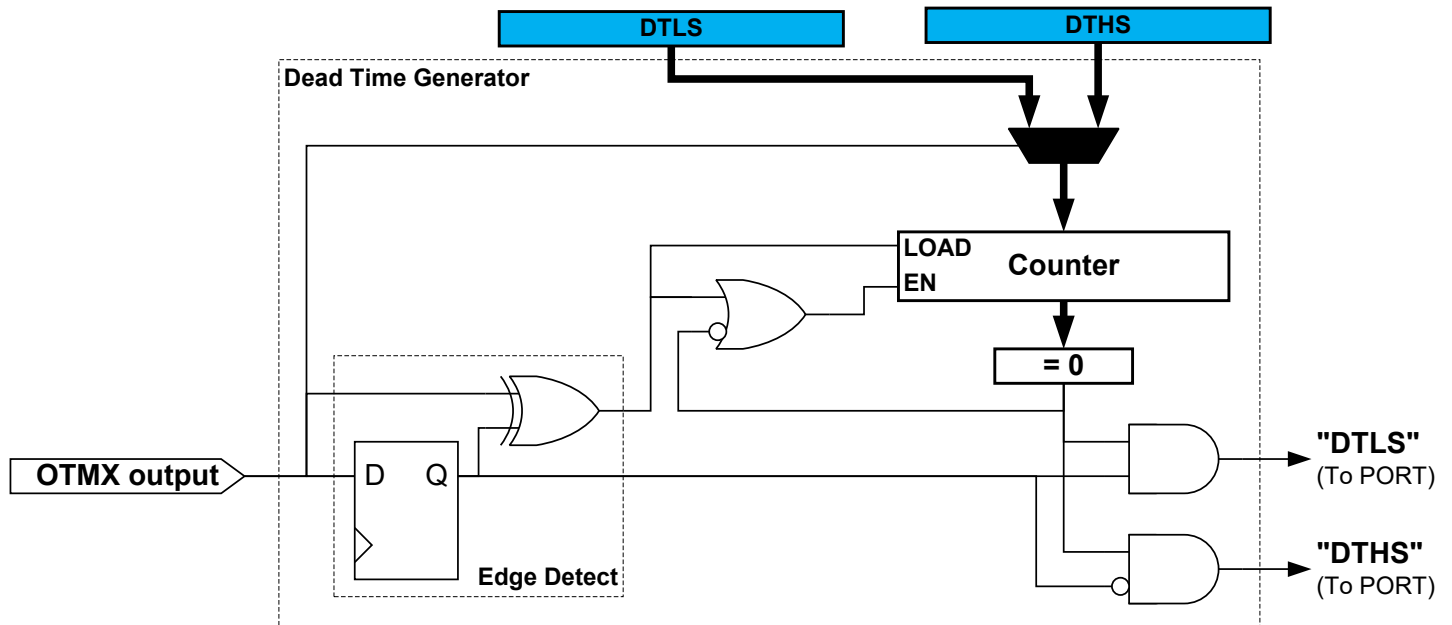 DTLS
DTHS
Dead Time Generator
LOAD
Counter
EN
= 0
OTMX output
D
Q
Edge Detect
"DTLS"
(To PORT)
"DTHS"
(To PORT)